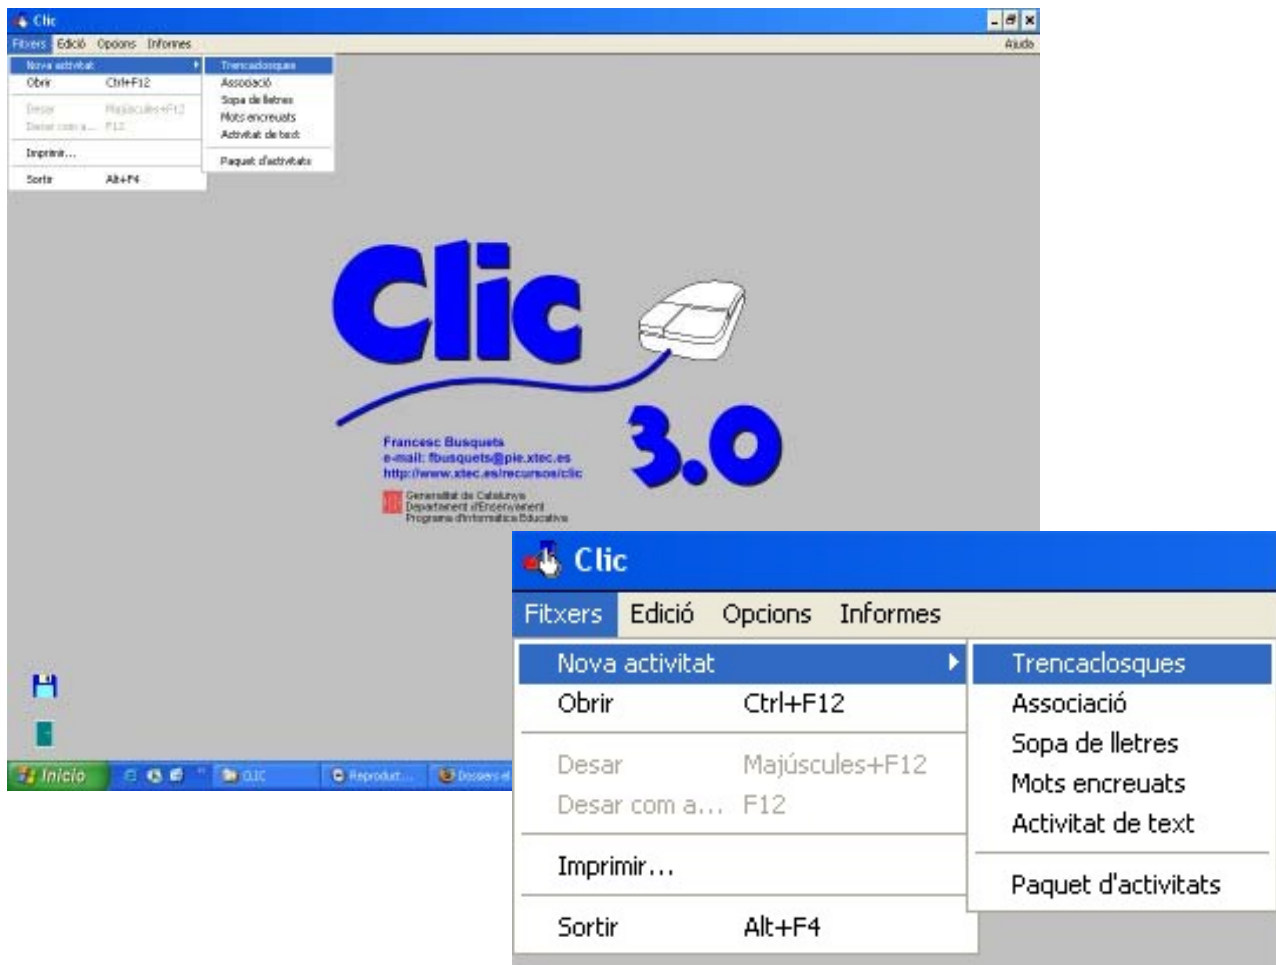 Clic
Fitxers Edició Opcions Informes Ajuda
Nova activitat
Obrir Ctrl+F12
Desar Majúscules+F12
Desar com a... F12
Imprimir...
Sortir Alt+F4
Trencaclosques
Associació
Sopa de lletres
Mots encreuats
Activitat de text
Paquet d'activitats
Clic
3.0
Francesc Busquets
e-mail: fbusquets@pie.xtec.es
http://www.xtec.es/recursos/clic
Generalitat de Catalunya
Departament d'Ensenyament
Programa d'Informàtica Educativa
Inicio CLIC Reproduct... Dossiers el
Clic
Fitxers Edició Opcions Informes
Nova activitat
Obrir Ctrl+F12
Desar Majúscules+F12
Desar com a... F12
Imprimir...
Sortir Alt+F4
Trencaclosques
Associació
Sopa de lletres
Mots encreuats
Activitat de text
Paquet d'activitats